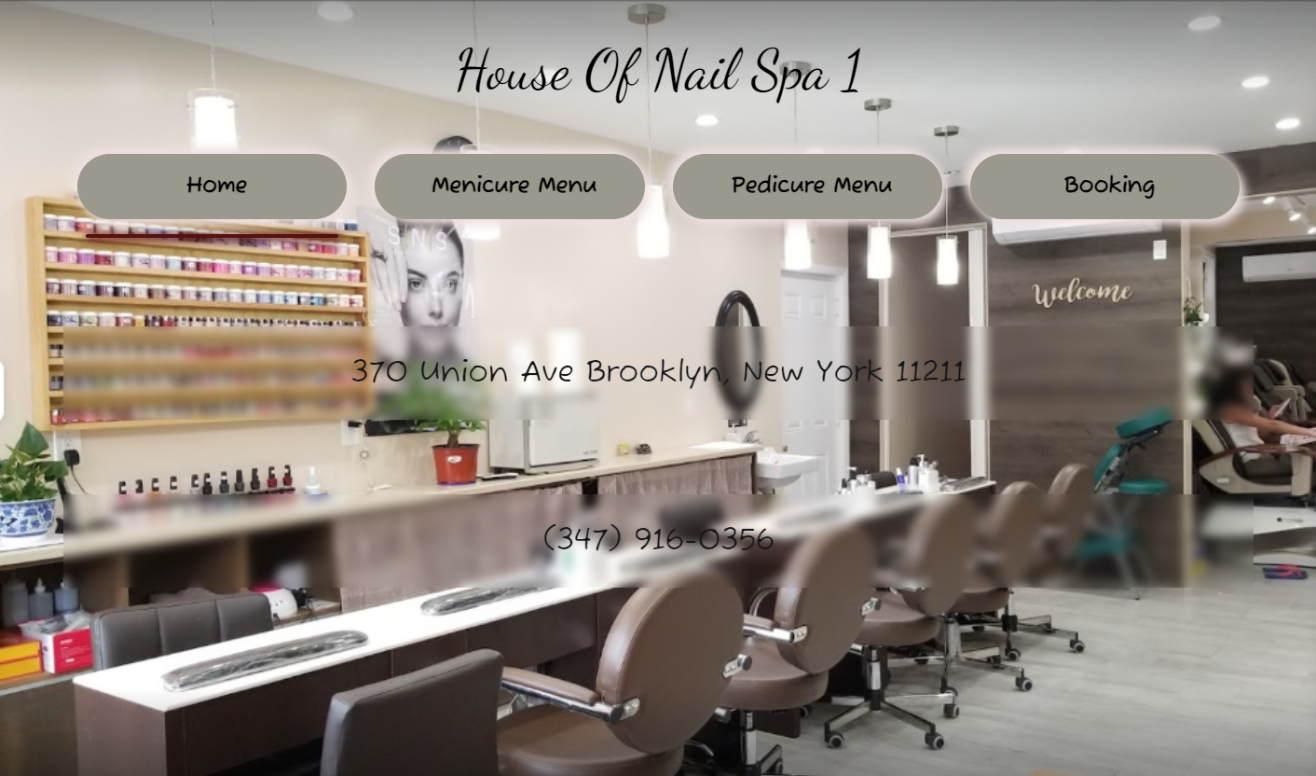 House Of Nail Spa 1
Home
Menicure Menu
Pedicure Menu
Booking
SNS
welcome
370 Union Ave Brooklyn, New York 11211
(347) 916-0356